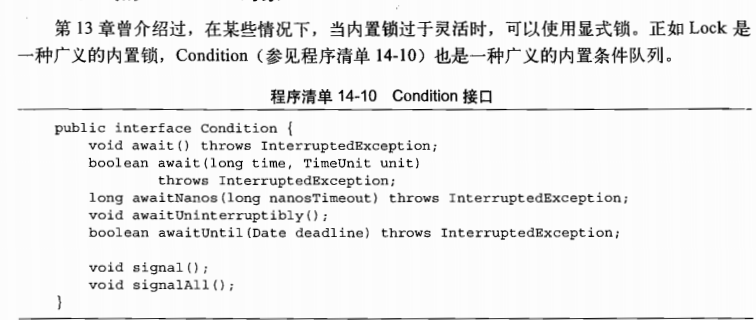 第 13 章曾介绍过，在某些情况下，当内置锁过于灵活时，可以使用显式锁。正如 Lock 是
一种广义的内置锁，Condition（参见程序清单 14-10）也是一种广义的内置条件队列。
程序清单 14-10 Condition 接口
public interface Condition {
void await() throws InterruptedException;
boolean await(long time, TimeUnit unit)
throws InterruptedException;
long awaitNanos(long nanosTimeout) throws InterruptedException;
void awaitUninterruptibly();
boolean awaitUntil(Date deadline) throws InterruptedException;
void signal();
void signalAll();
}